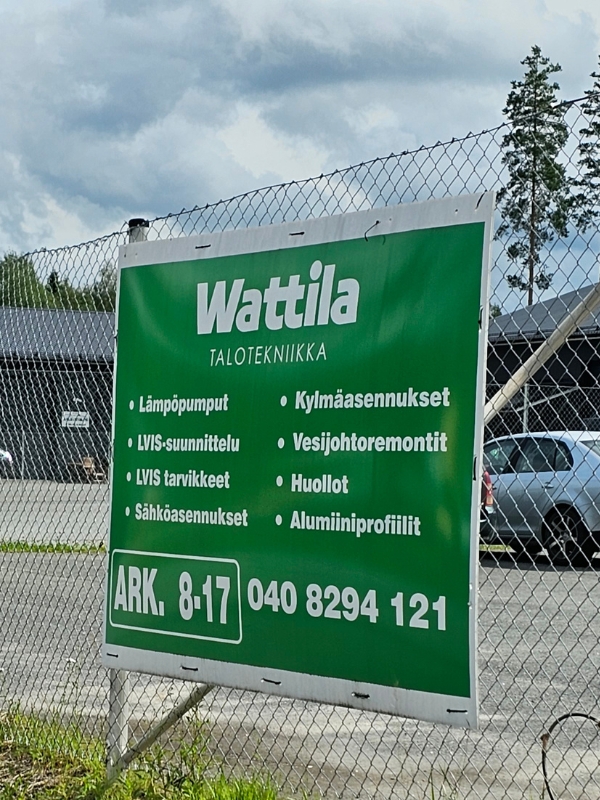 Wattila
TALOTEKNIIKKA
• Lämpöpumput
• LVIS-suunnittelu
• LVIS tarvikkeet
• Sähköasennukset
• Kylmäasennukset
• Vesijohtoremontit
• Huollot
• Alumiiniprofiilit
ARK. 8-17 040 8294 121